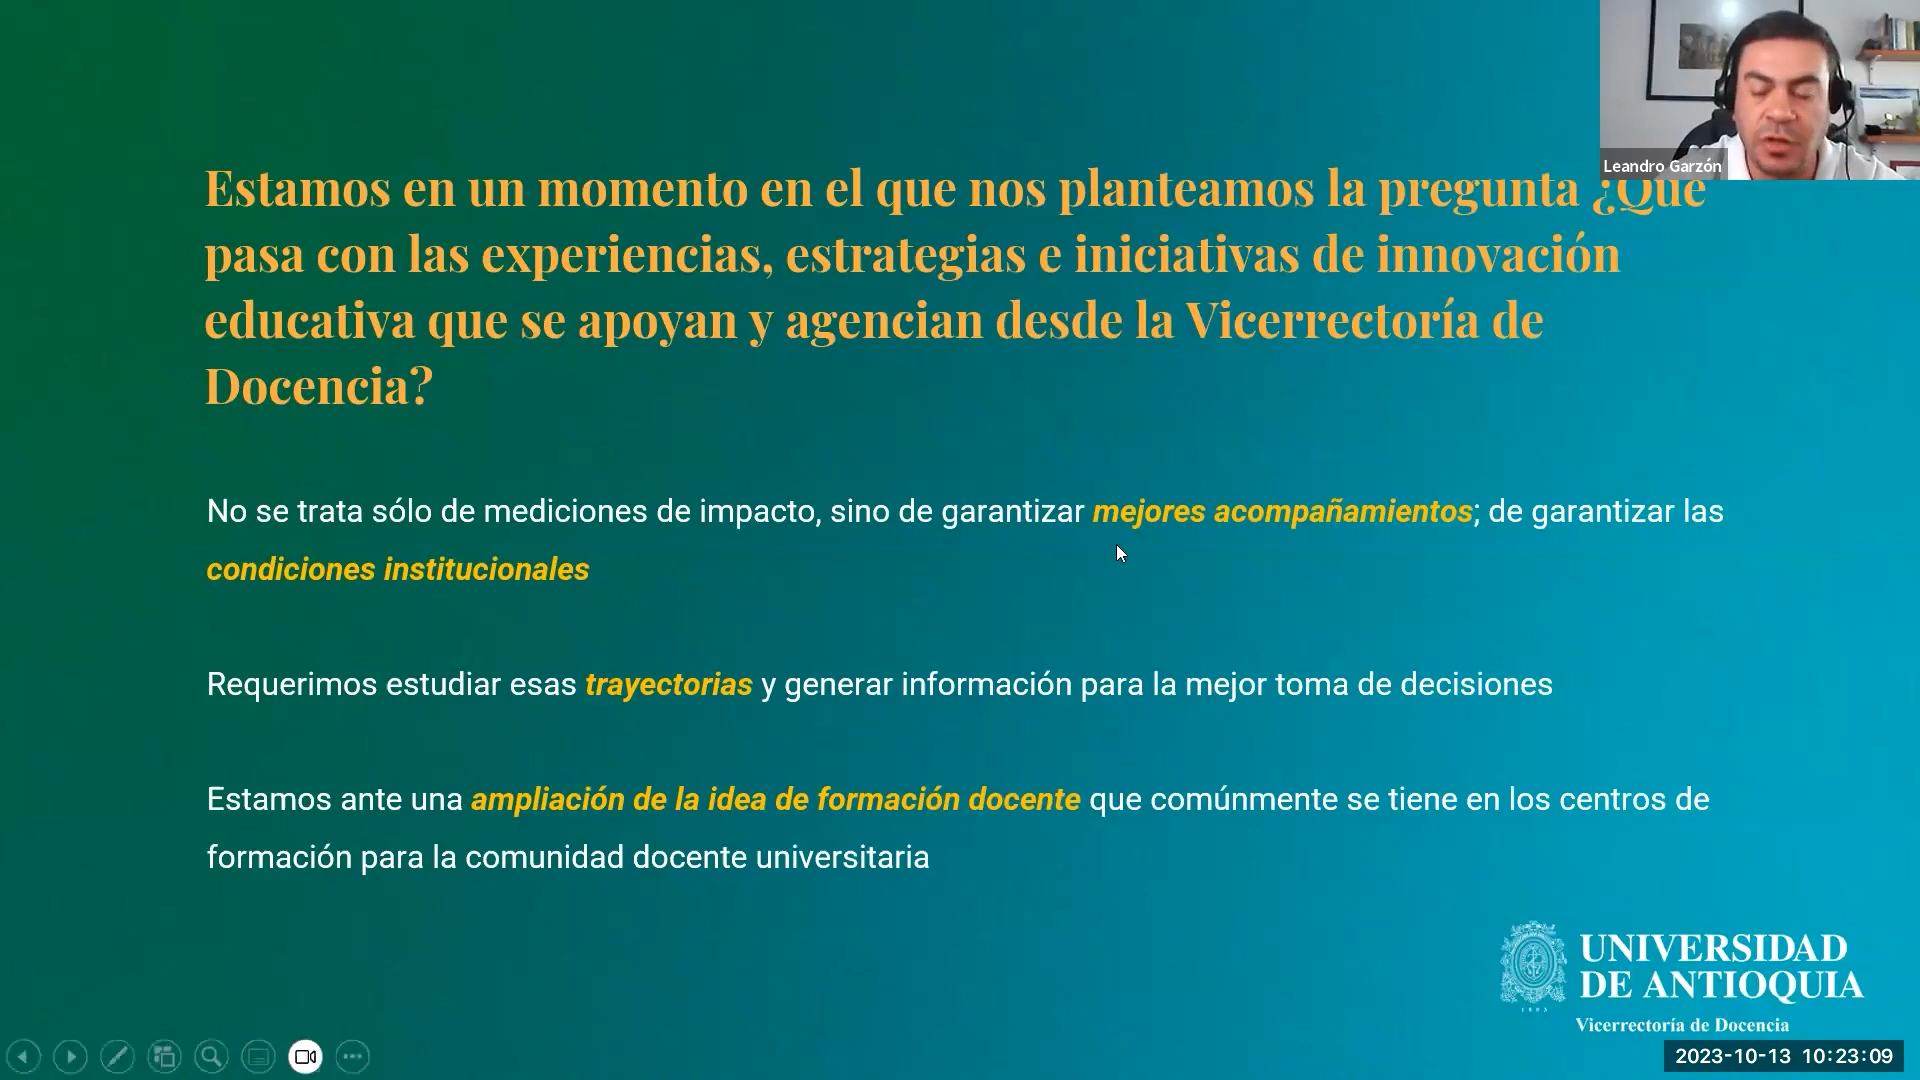 Leandro Garzón
Estamos en un momento en el que nos planteamos la pregunta ¿Qué
pasa con las experiencias, estrategias e iniciativas de innovación
educativa que se apoyan y agencian desde la Vicerrectoría de
Docencia?
No se trata sólo de mediciones de impacto, sino de garantizar mejores acompañamientos; de garantizar las
condiciones institucionales
Requerimos estudiar esas trayectorias y generar información para la mejor toma de decisiones
Estamos ante una ampliación de la idea de formación docente que comúnmente se tiene en los centros de
formación para la comunidad docente universitaria
UNIVERSIDAD
DE ANTIOQUIA
1803
Vicerrectoría de Docencia
2023-10-13 10:23:09